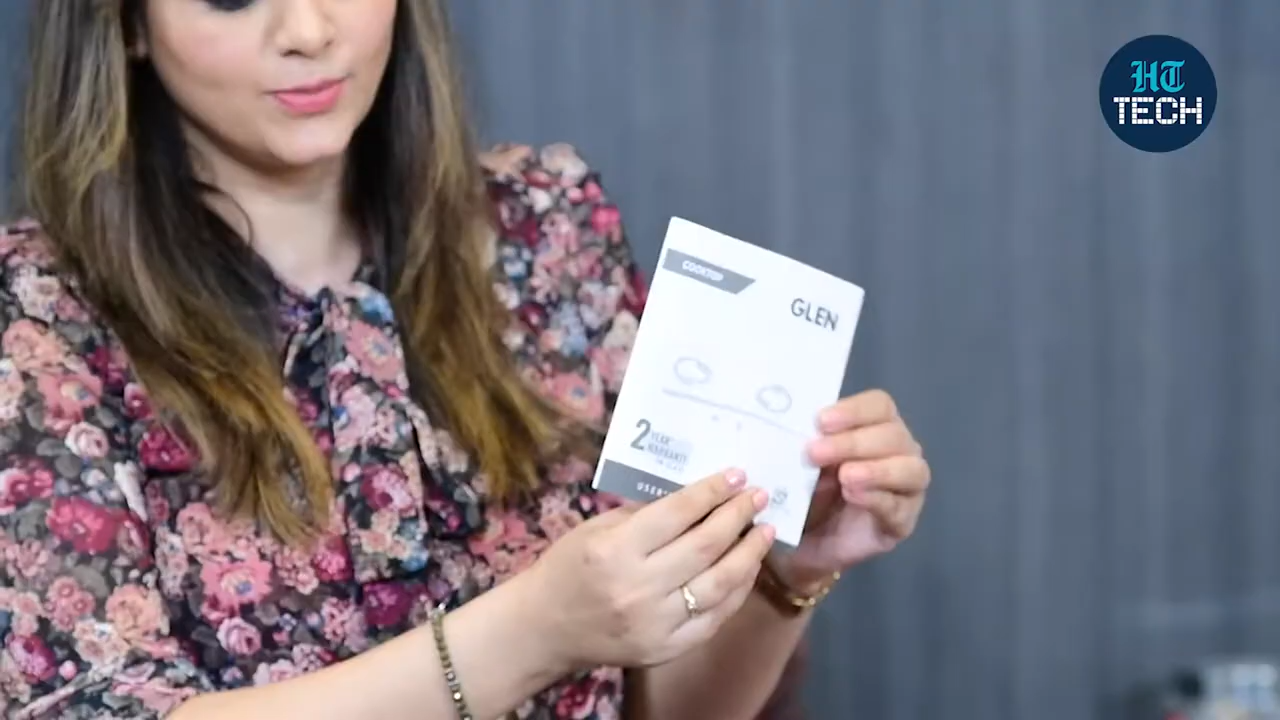 HT
TECH
COOKTOP
GLEN
2 YEAR
WARRANTY